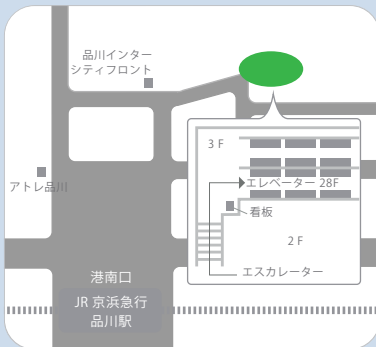 品川インター
シティフロント
アトレ品川
3 F
エレベーター 28F
看板
2 F
エスカレーター
港南口
JR 京浜急行
品川駅